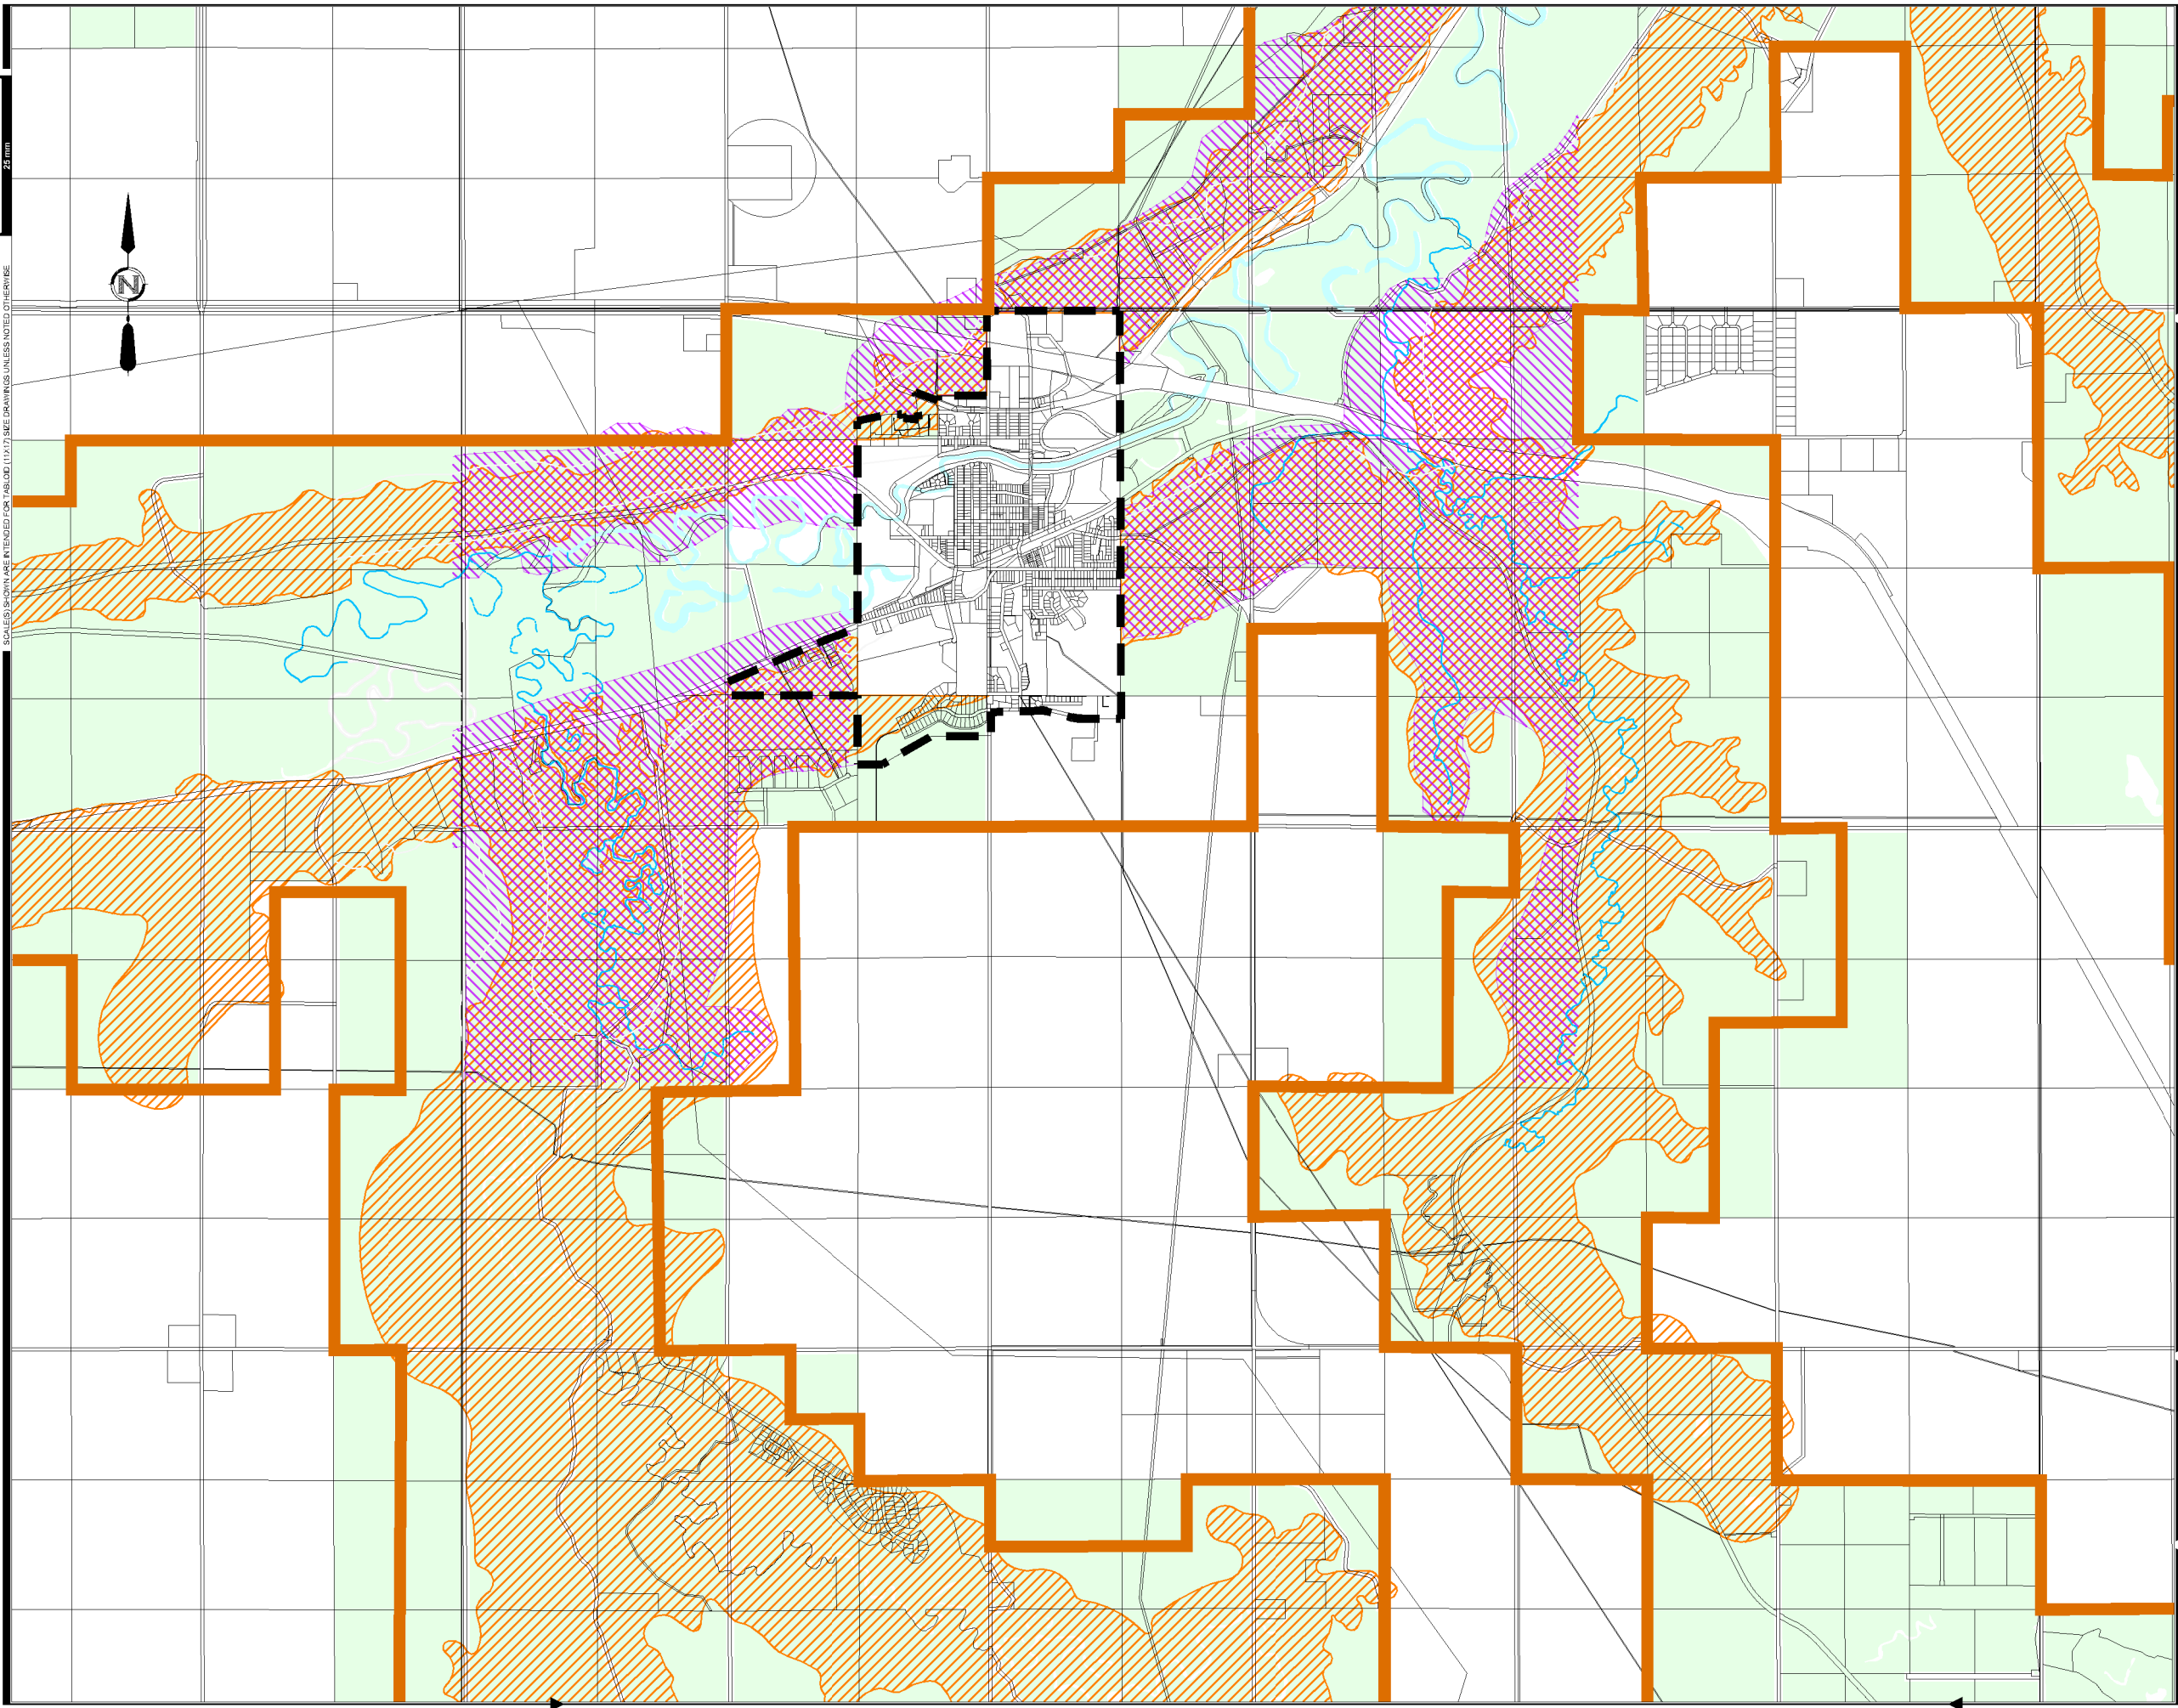 25 mm
SCALE(S) SHOWN ARE INTENDED FOR TABLOID (11X17) SIZE DRAWINGS UNLESS NOTED OTHERWISE
N